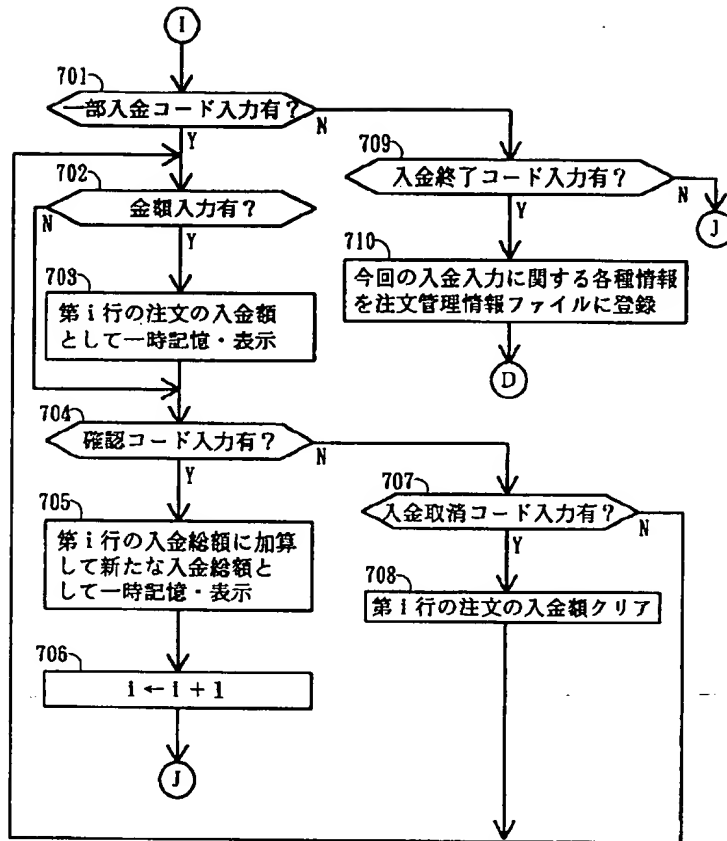 I
701
一部入金コード入力有?
N
Y
702
金額入力有?
N
Y
703
第i行の注文の入金額
として一時記憶・表示
704
確認コード入力有?
N
Y
705
第i行の入金総額に加算
して新たな入金総額と
して一時記憶・表示
706
i←i+1
J
707
入金取消コード入力有?
N
Y
708
第i行の注文の入金額クリア
709
入金終了コード入力有?
N
Y
J
710
今回の入金入力に関する各種情報
を注文管理情報ファイルに登録
D